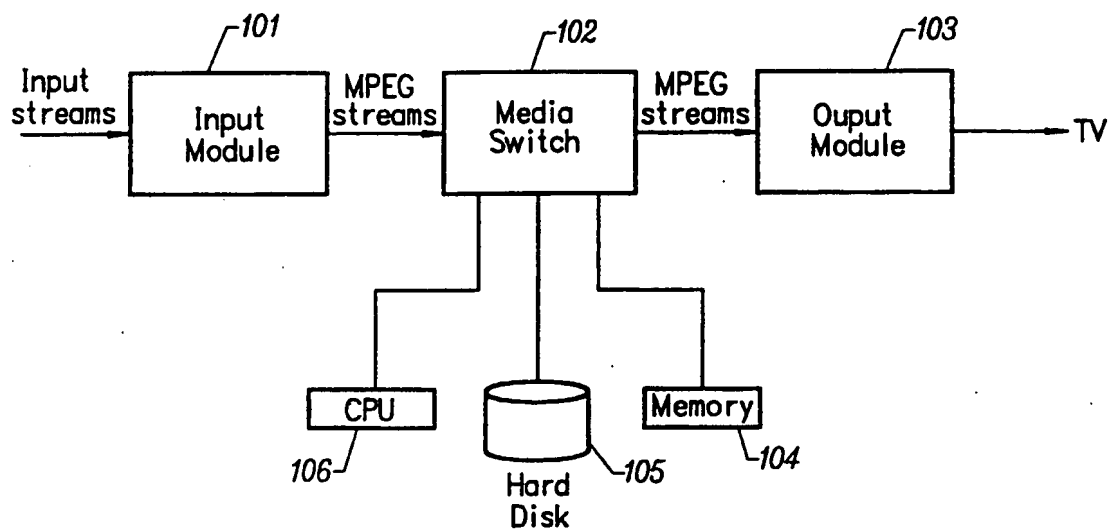 101
102
103
Input
streams
Input
Module
MPEG
streams
Media
Switch
MPEG
streams
Ouput
Module
TV
CPU
106
105
Hard
Disk
Memory
104